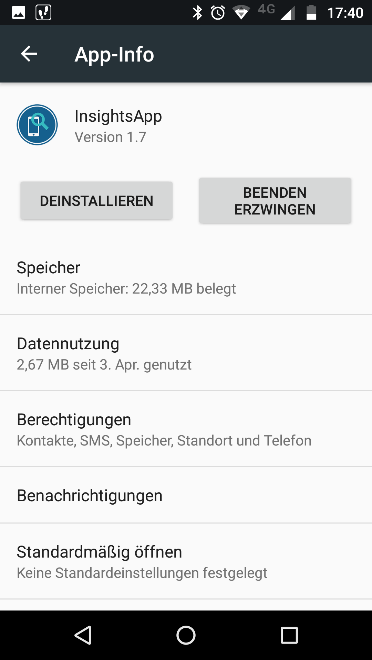 4G 17:40
App-Info
InsightsApp
Version 1.7
DEINSTALLIEREN
BEENDEN
ERZWINGEN
Speicher
Interner Speicher: 22,33 MB belegt
Datennutzung
2,67 MB seit 3. Apr. genutzt
Berechtigungen
Kontakte, SMS, Speicher, Standort und Telefon
Benachrichtigungen
Standardmäßig öffnen
Keine Standardeinstellungen festgelegt